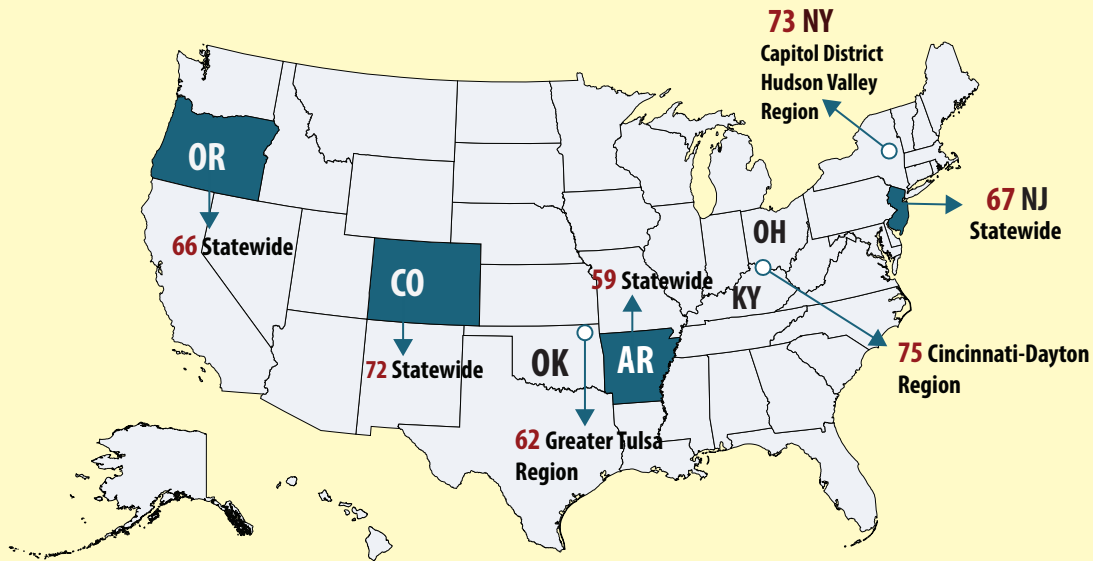 73 NY
Capitol District
Hudson Valley
Region
OR
66 Statewide
67 NJ
Statewide
OH
CO
59 Statewide
KY
72 Statewide
OK
AR
75 Cincinnati-Dayton
Region
62 Greater Tulsa
Region